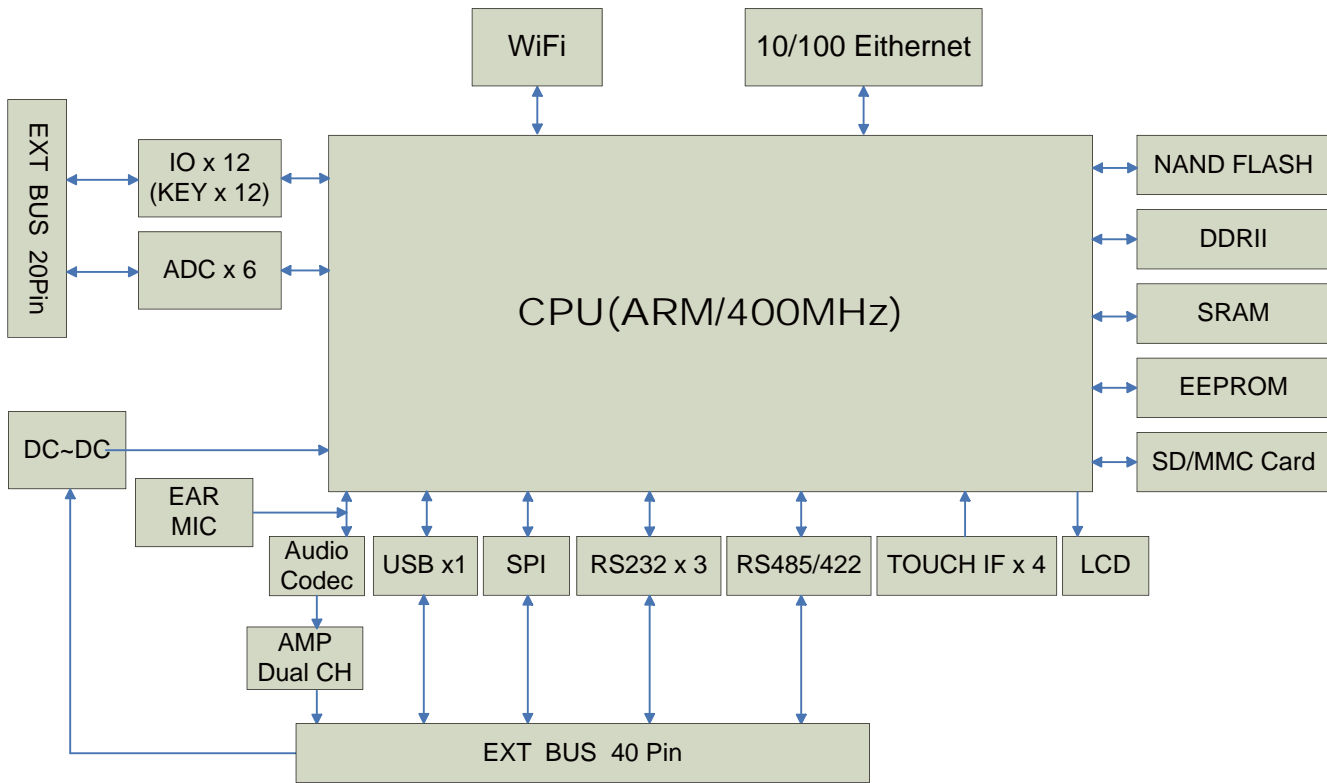 WiFi
10/100 Eithernet
EXT BUS 20Pin
IO x 12
(KEY x 12)
ADC x 6
CPU(ARM/400MHz)
NAND FLASH
DDRII
SRAM
EEPROM
SD/MMC Card
DC~DC
EAR
MIC
Audio
Codec
USB x1
SPI
RS232 x 3
RS485/422
TOUCH IF x 4
LCD
AMP
Dual CH
EXT BUS 40 Pin